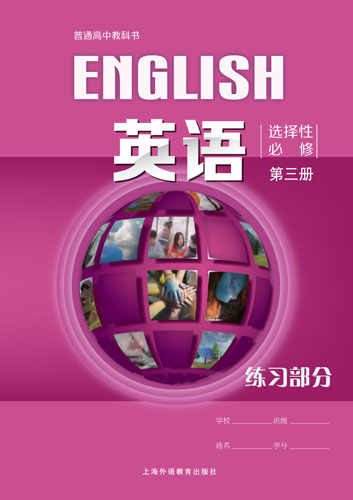 普通高中教科书
ENGLISH
英语
选择性
必修
第三册
练习部分
学校 班级
姓名 学号
上海外语教育出版社